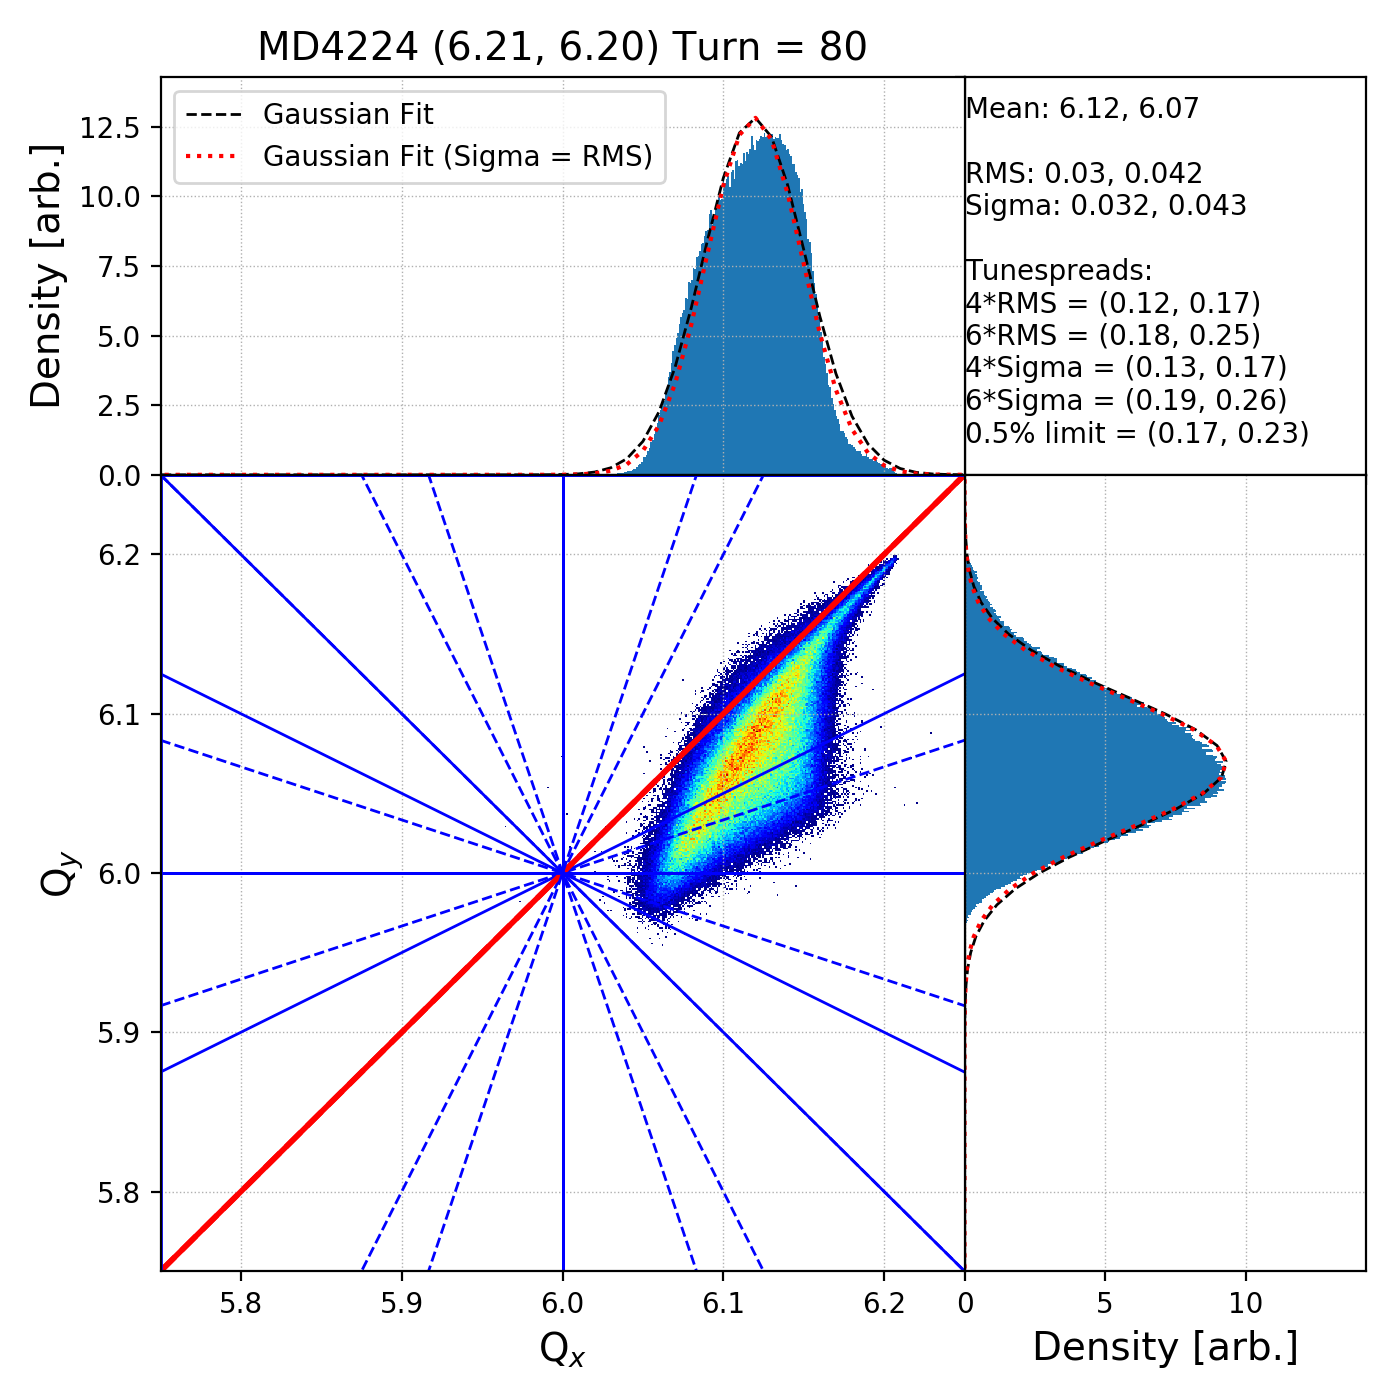 MD4224 (6.21, 6.20) Turn = 80
Gaussian Fit
Gaussian Fit (Sigma = RMS)
Density [arb.]
12.5
10.0
7.5
5.0
2.5
0.0
Mean: 6.12, 6.07
RMS: 0.03, 0.042
Sigma: 0.032, 0.043
Tunespreads:
4*RMS = (0.12, 0.17)
6*RMS = (0.18, 0.25)
4*Sigma = (0.13, 0.17)
6*Sigma = (0.19, 0.26)
0.5% limit = (0.17, 0.23)
Qy
6.2
6.1
6.0
5.9
5.8
5.8 5.9 6.0 6.1 6.2
Qx
0 5 10
Density [arb.]